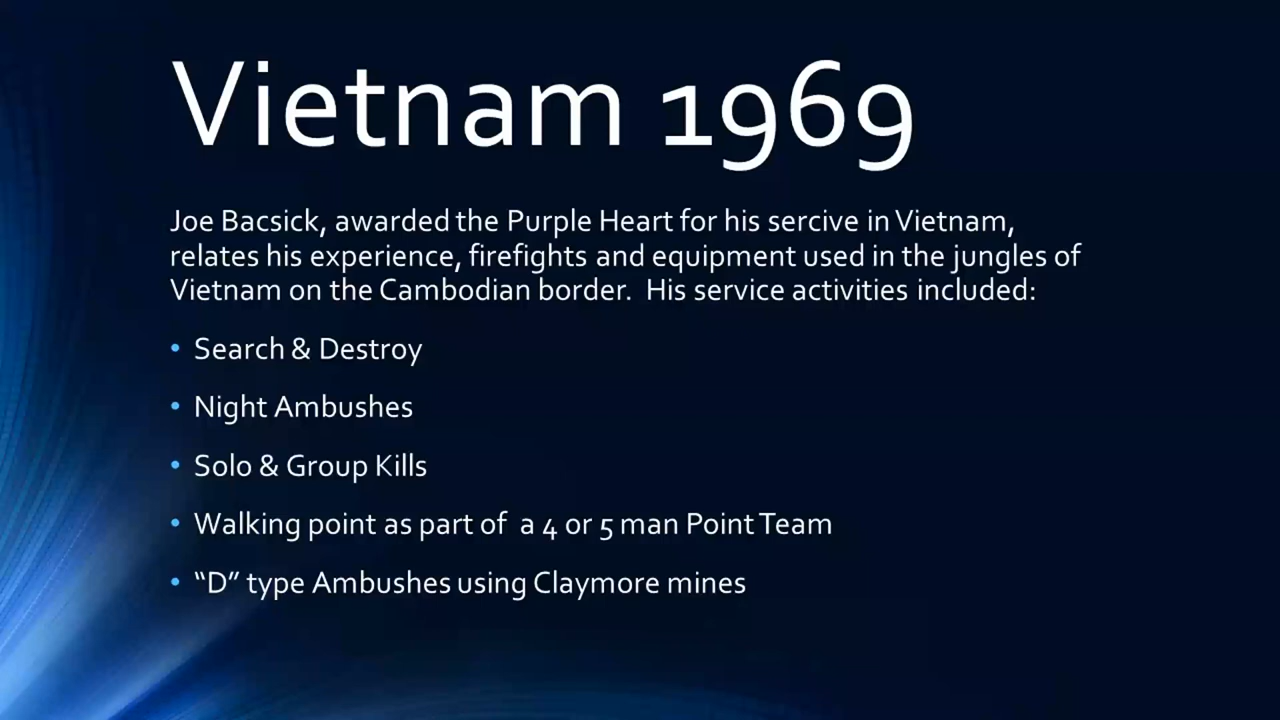 Vietnam 1969
Joe Bacsick, awarded the Purple Heart for his sercive in Vietnam,
relates his experience, firefights and equipment used in the jungles of
Vietnam on the Cambodian border. His service activities included:
• Search & Destroy
• Night Ambushes
• Solo & Group Kills
• Walking point as part of a 4 or 5 man Point Team
• “D” type Ambushes using Claymore mines